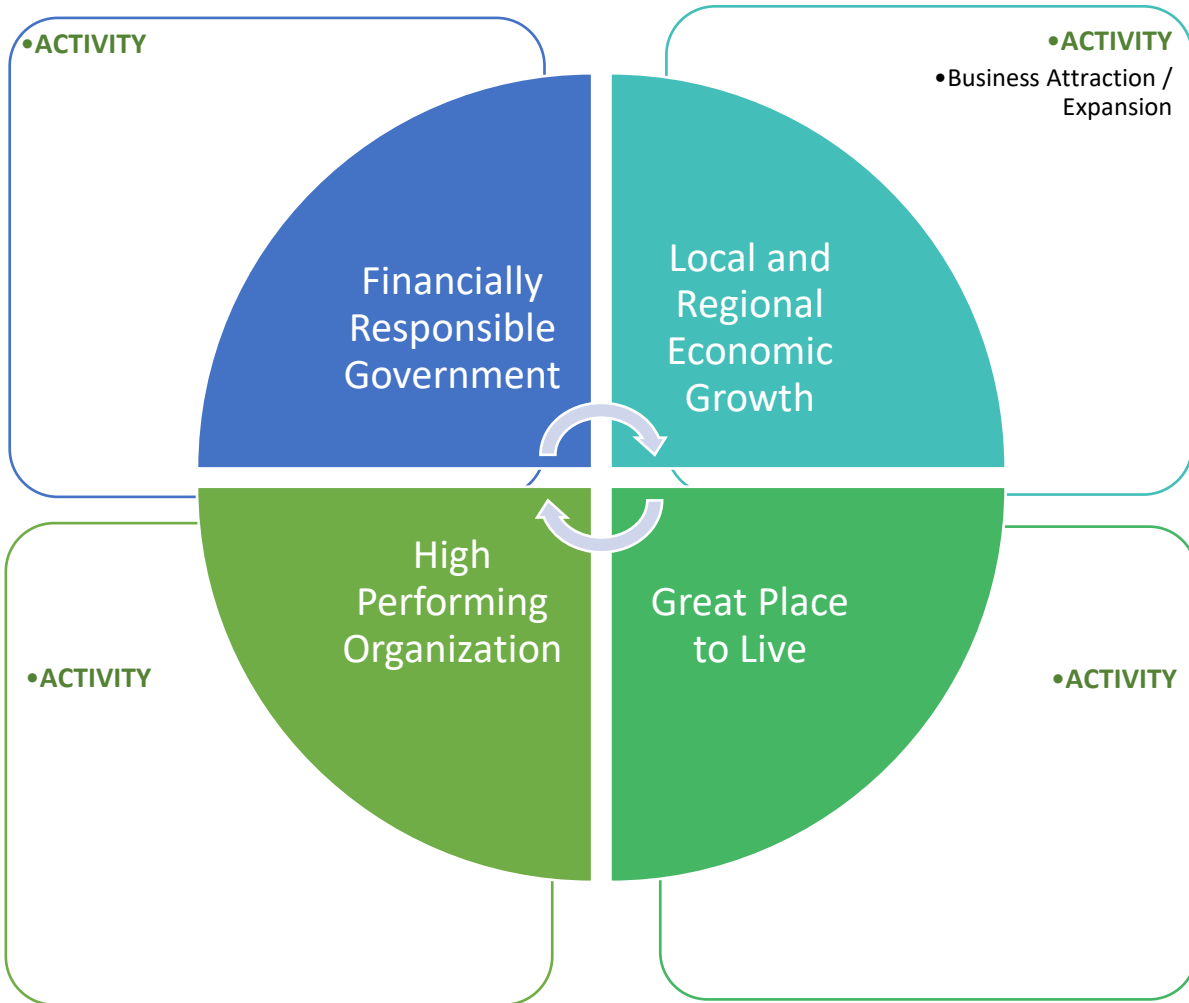 •ACTIVITY
•ACTIVITY
•Business Attraction /
Expansion
Financially
Responsible
Government
Local and
Regional
Economic
Growth
High
Performing
Organization
Great Place
to Live
•ACTIVITY
•ACTIVITY